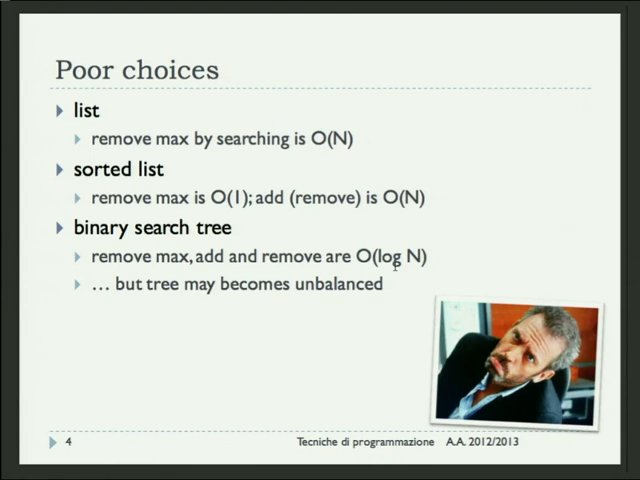 Poor choices
list
remove max by searching is O(N)
sorted list
remove max is O(1); add (remove) is O(N)
binary search tree
remove max, add and remove are O(log N)
… but tree may becomes unbalanced
4 Tecniche di programmazione A.A. 2012/2013